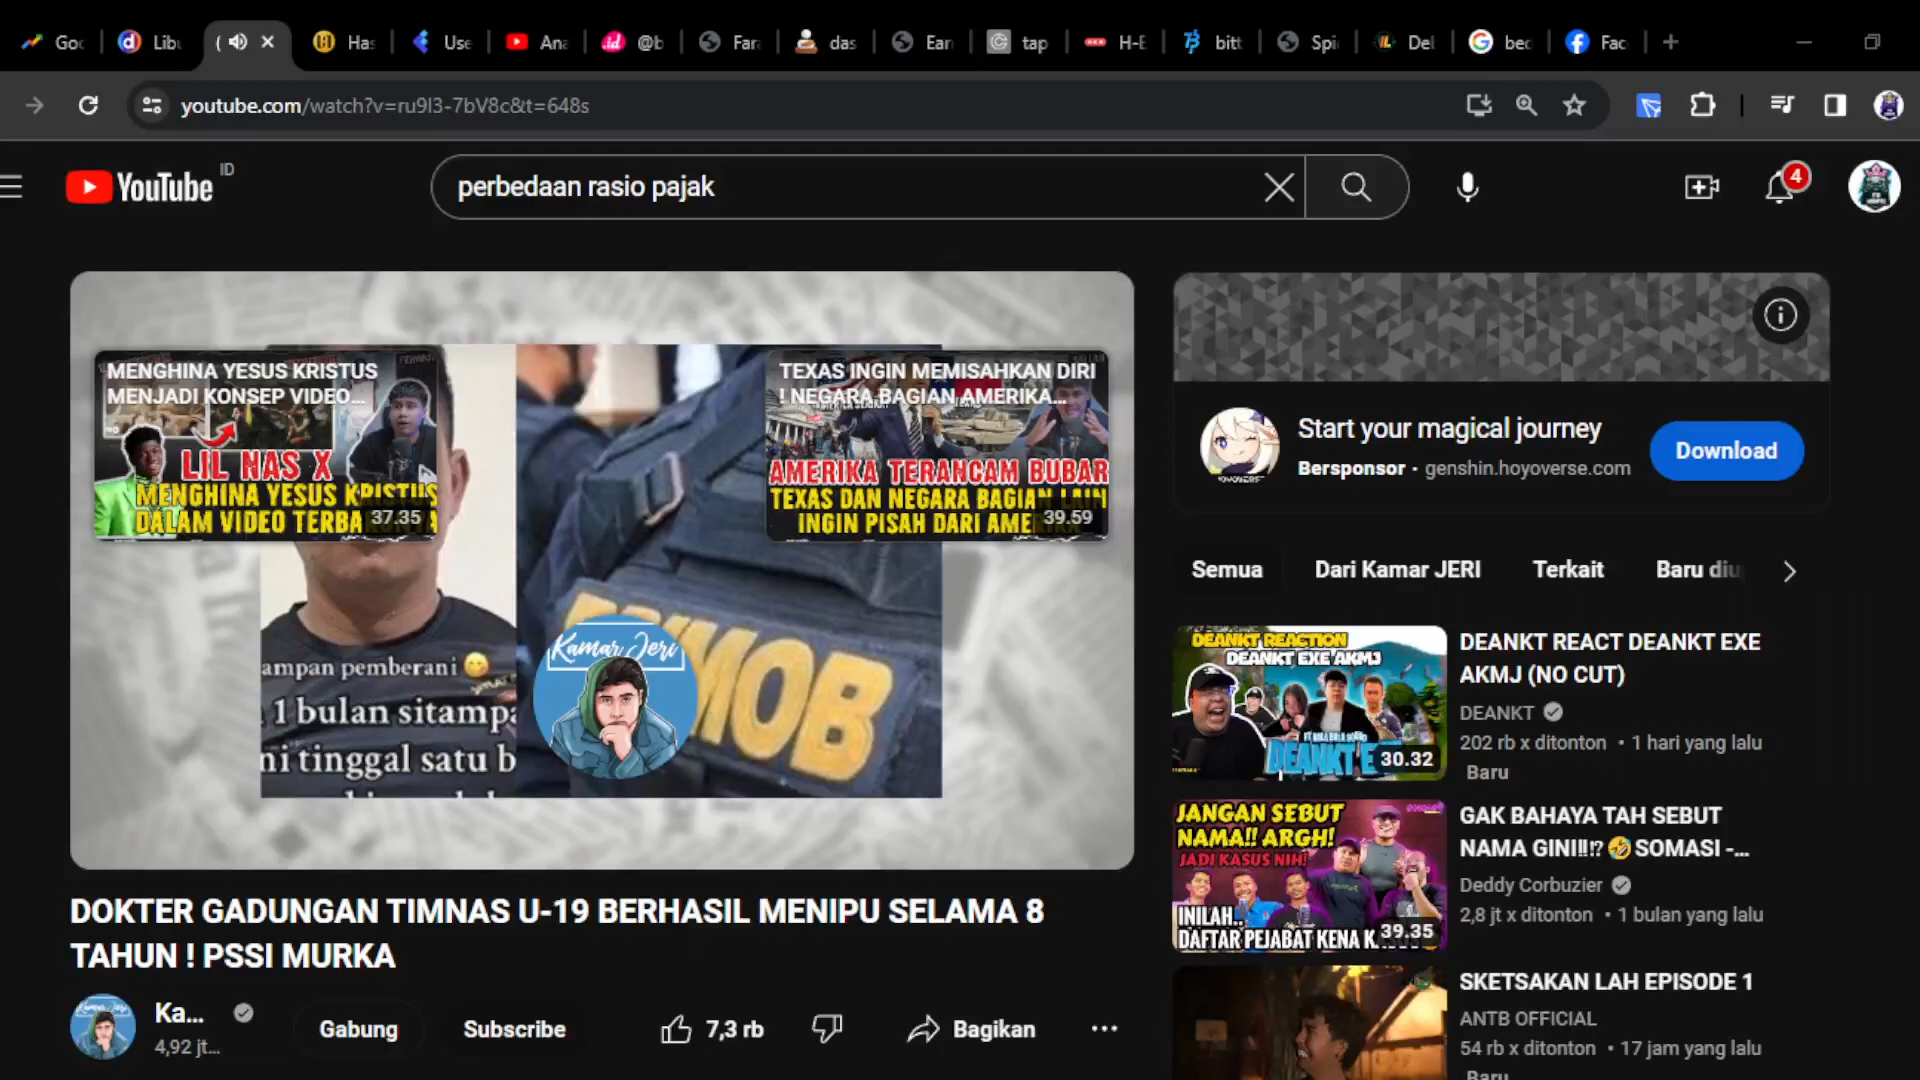 Goo
Libu
Has
Use
Ana
@b
Far
das
Ear
tap
H-E
bitt
Spi
Del
bec
Fac
youtube.com/watch?v=ru9I3-7bV8c&t=648s
YouTube ID
perbedaan rasio pajak
4
MENGHINA YESUS KRISTUS
MENJADI KONSEP VIDEO...
LIL NAS X
MENGHINA YESUS KRISTUS
DALAM VIDEO TERBA
37.35
TEXAS INGIN MEMISAHKAN DIRI
! NEGARA BAGIAN AMERIKA...
AMERIKA TERANCAM BUBAR
TEXAS DAN NEGARA BAGIAN LAIN
INGIN PISAH DARI AME
39.59
ampan pemberani 😋
1 bulan sitampa
ni tinggal satu b
Kamar Jeri
MOB
DOKTER GADUNGAN TIMNAS U-19 BERHASIL MENIPU SELAMA 8
TAHUN ! PSSI MURKA
Ka...
4,92 jt...
Gabung
Subscribe
7,3 rb
Bagikan
Start your magical journey
Bersponsor • genshin.hoyoverse.com
Download
Semua
Dari Kamar JERI
Terkait
Baru diu
DEANKT REACTION
DEANKT EXE AKMJ
DEANKT E
30.32
DEANKT REACT DEANKT EXE
AKMJ (NO CUT)
DEANKT
202 rb x ditonton • 1 hari yang lalu
Baru
JANGAN SEBUT
NAMA!! ARGH!
JADI KASUS NIH!
INILAH..
DAFTAR PEJABAT KENA K
39.35
GAK BAHAYA TAH SEBUT
NAMA GINI!!!⁉ 🤣SOMASI -...
Deddy Corbuzier
2,8 jt x ditonton • 1 bulan yang lalu
SKETSAKAN LAH EPISODE 1
ANTB OFFICIAL
54 rb x ditonton • 17 jam yang lalu
Baru